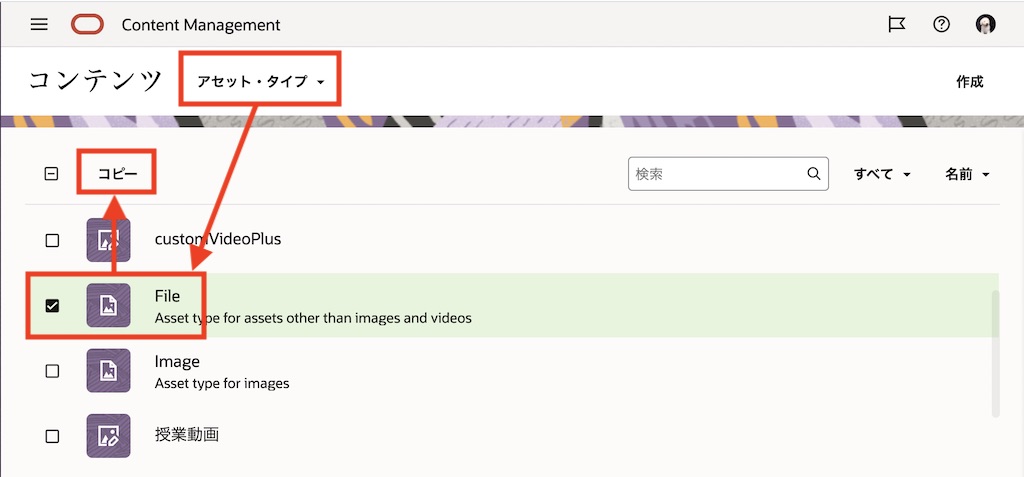 Content Management
コンテンツ アセット・タイプ 作成
コピー 検索 すべて 名前
customVideoPlus
File
Asset type for assets other than images and videos
Image
Asset type for images
授業動画